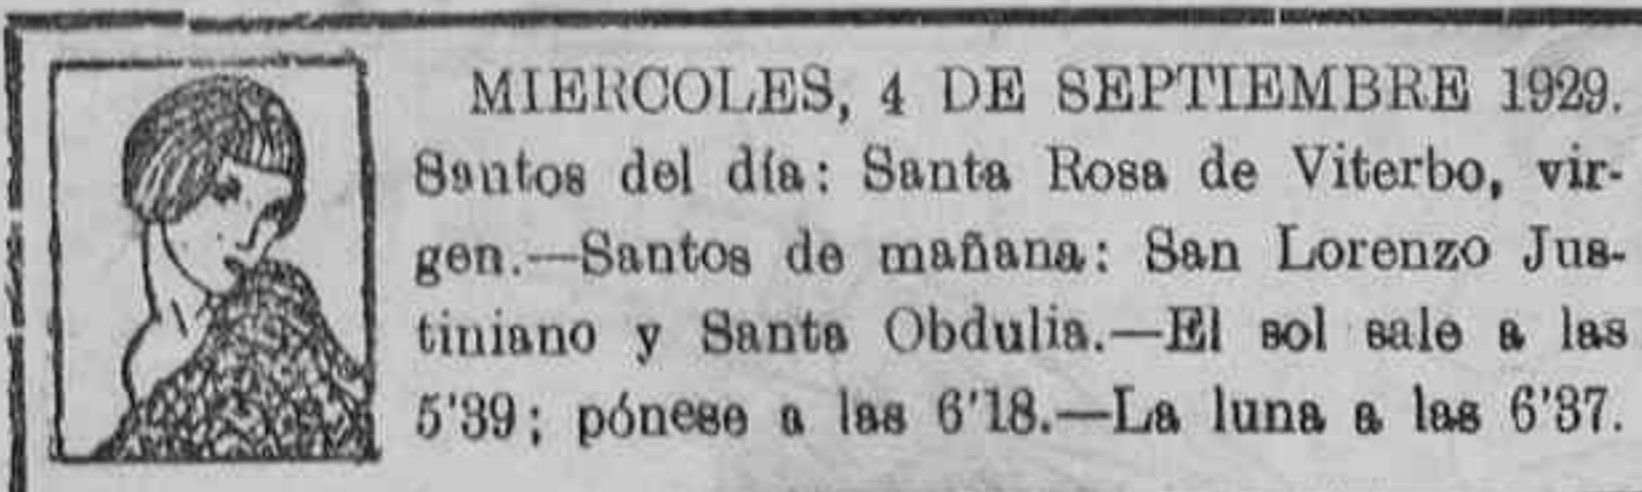 MIERCOLES, 4 DE SEPTIEMBRE 1929.
Santos del día: Santa Rosa de Viterbo, vir-
gen.—Santos de mañana: San Lorenzo Jus-
tiniano y Santa Obdulia.—El sol sale a las
5'39; pónese a las 6'18.—La luna a las 6'37.